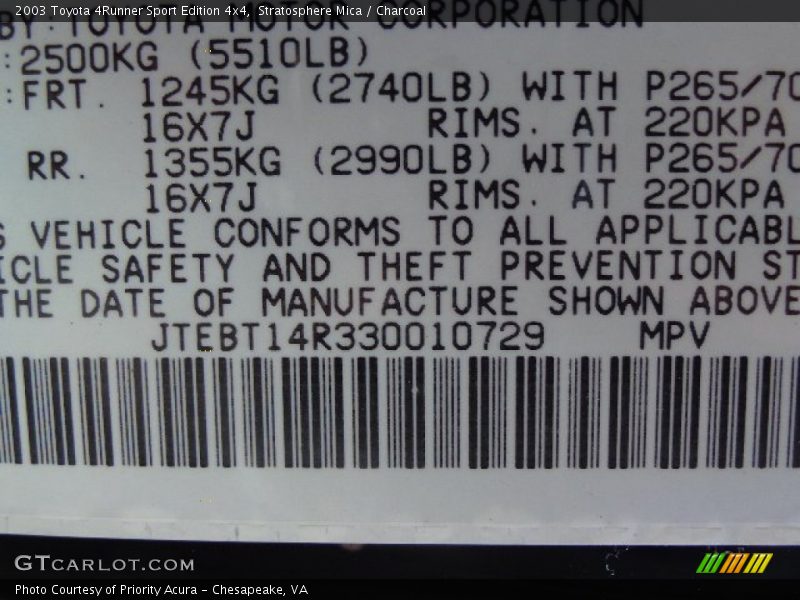 2003 Toyota 4Runner Sport Edition 4x4, Stratosphere Mica / Charcoal
BY: TOYOTA MOTOR CORPORATION
:2500KG (5510LB)
:FRT. 1245KG (2740LB) WITH P265/70
16X7J RIMS. AT 220KPA
RR. 1355KG (2990LB) WITH P265/70
16X7J RIMS. AT 220KPA
S VEHICLE CONFORMS TO ALL APPLICABL
ICLE SAFETY AND THEFT PREVENTION ST
THE DATE OF MANUFACTURE SHOWN ABOVE
JTEBT14R330010729 MPV
GTCARLOT.COM
Photo Courtesy of Priority Acura - Chesapeake, VA